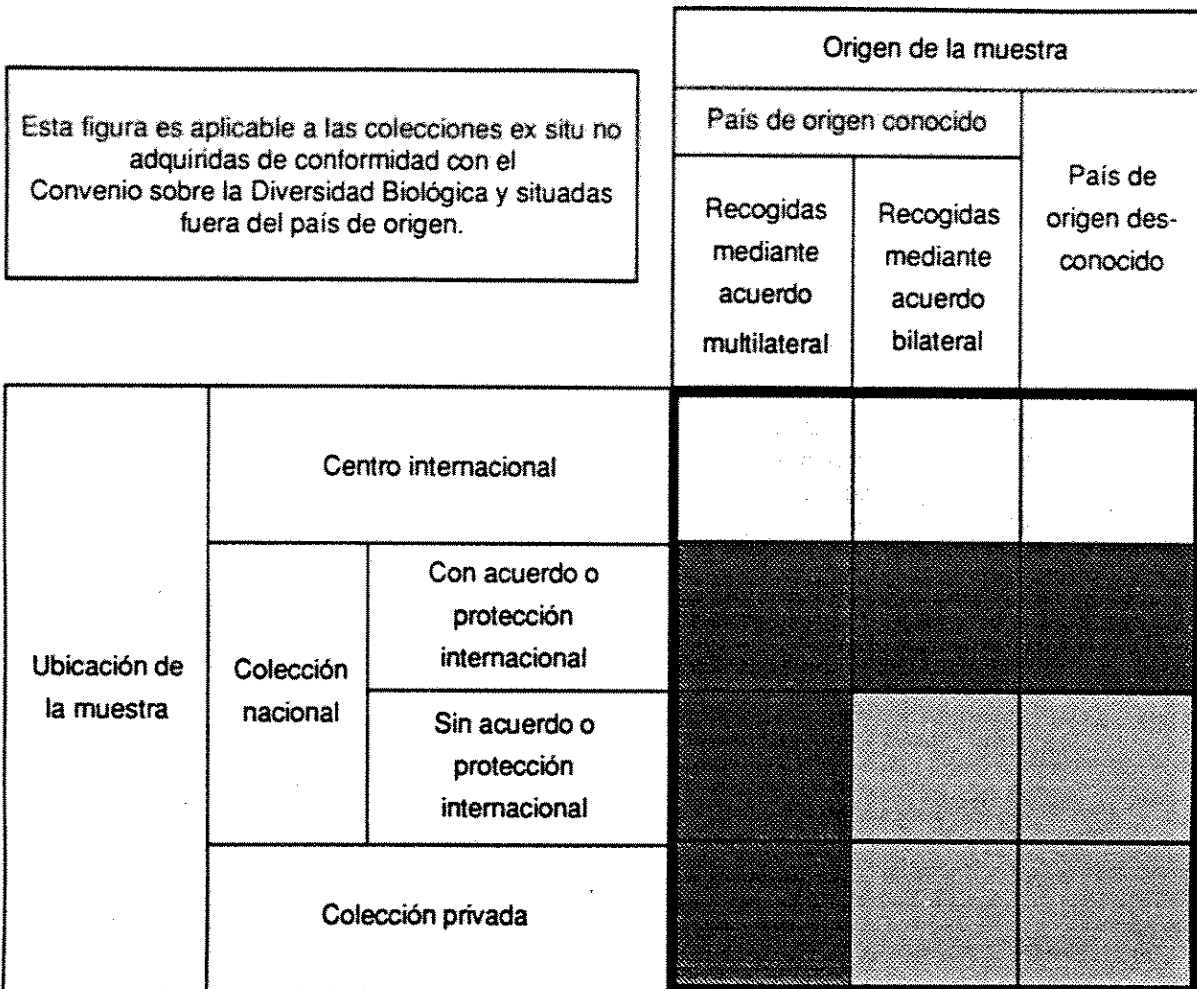 Esta figura es aplicable a las colecciones ex situ no
adquiridas de conformidad con el
Convenio sobre la Diversidad Biológica y situadas
fuera del país de origen.
Origen de la muestra
País de origen conocido
País de
origen des-
conocido
Recogidas
mediante
acuerdo
multilateral
Recogidas
mediante
acuerdo
bilateral
Ubicación de
la muestra
Centro internacional
Colección
nacional
Con acuerdo o
protección
internacional
Sin acuerdo o
protección
internacional
Colección privada